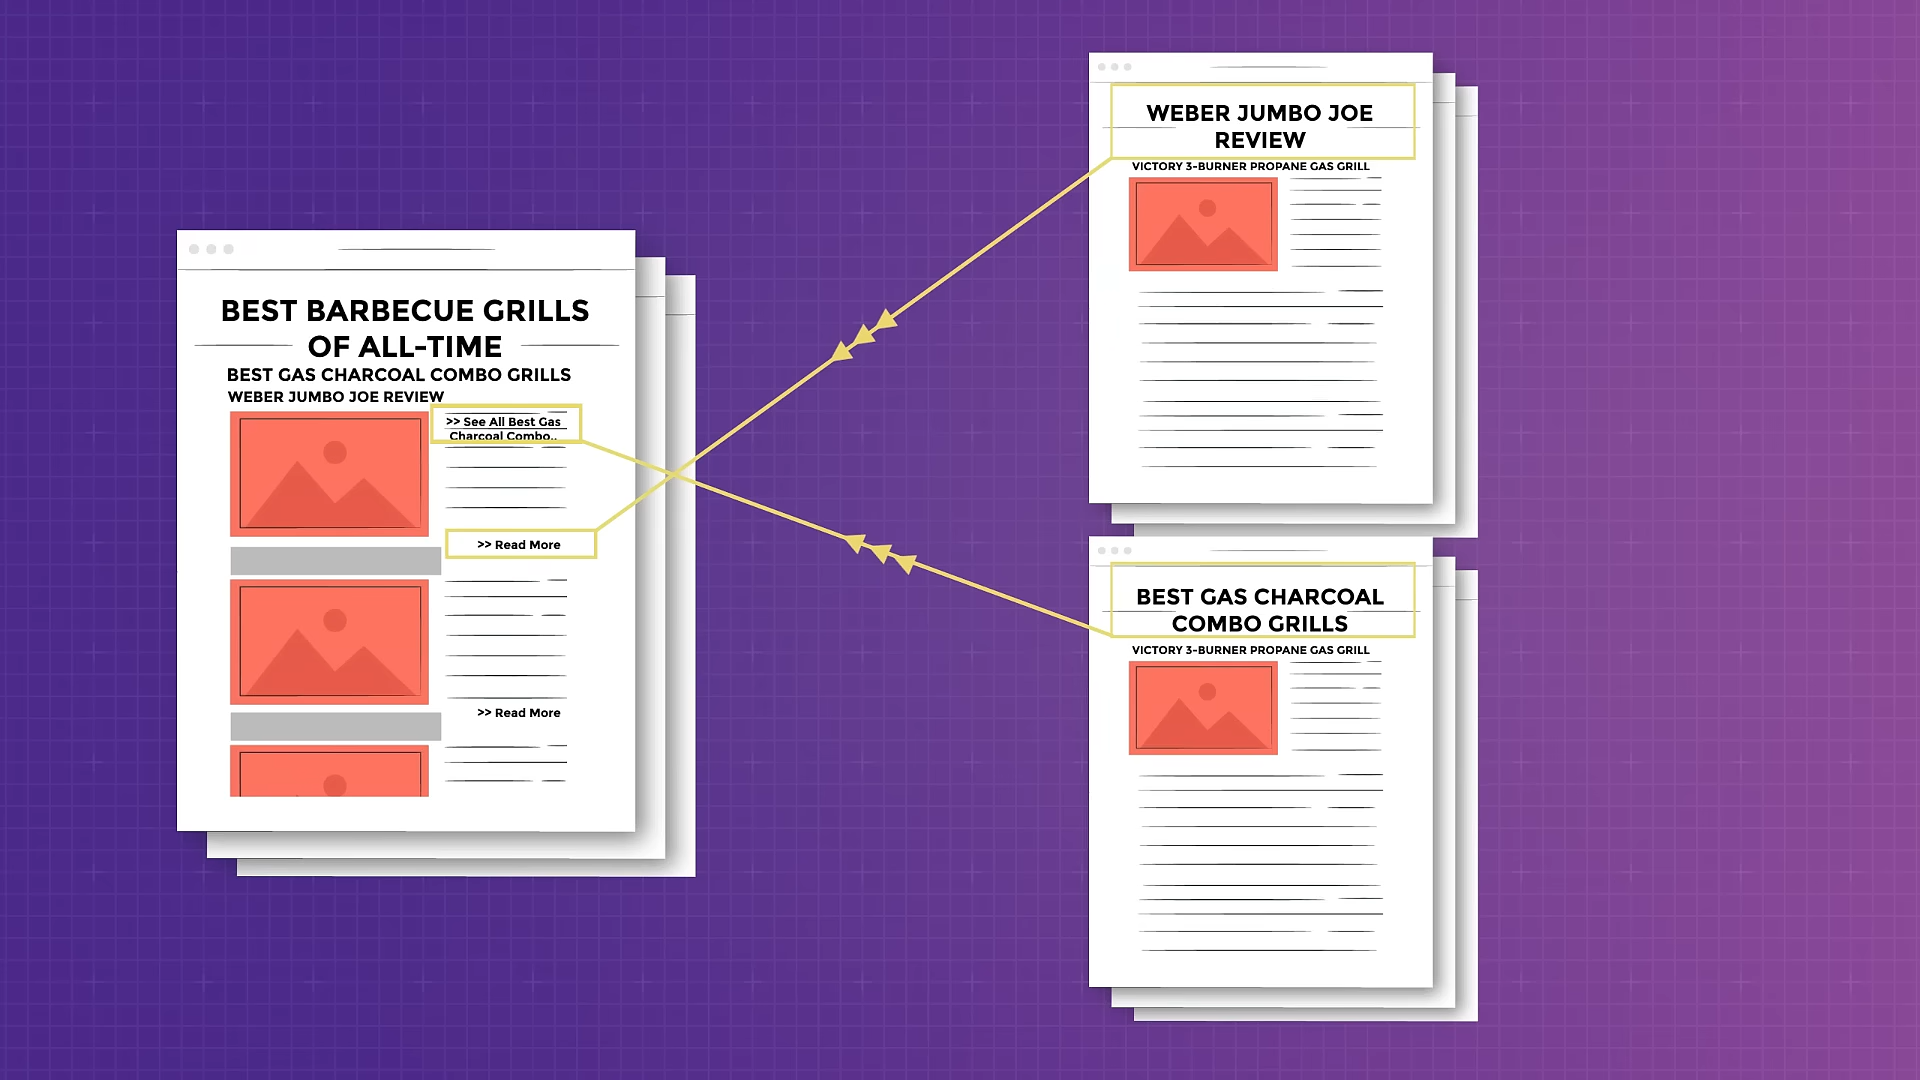 BEST BARBECUE GRILLS
OF ALL-TIME
BEST GAS CHARCOAL COMBO GRILLS
WEBER JUMBO JOE REVIEW
>> See All Best Gas
Charcoal Combo..
>> Read More
>> Read More
WEBER JUMBO JOE
REVIEW
VICTORY 3-BURNER PROPANE GAS GRILL
BEST GAS CHARCOAL
COMBO GRILLS
VICTORY 3-BURNER PROPANE GAS GRILL